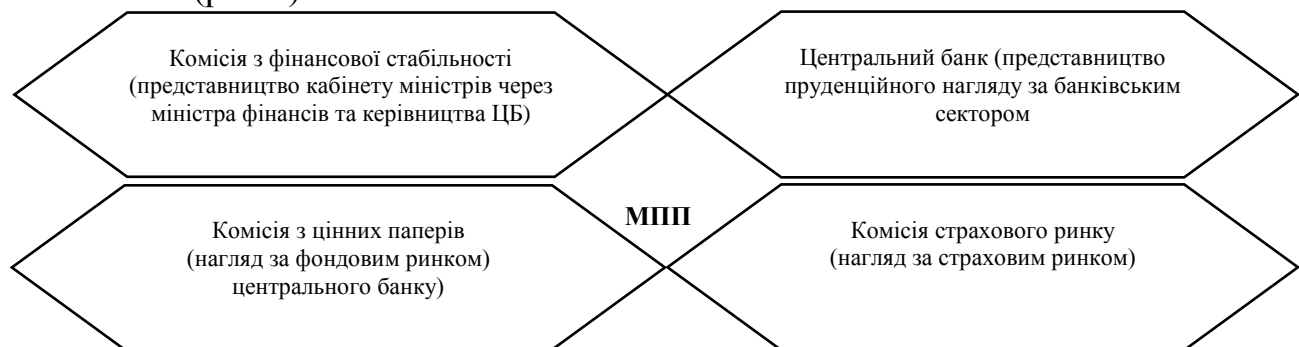 Комісія з фінансової стабільності
(представництво кабінету міністрів через
міністра фінансів та керівництва ЦБ)
Центральний банк (представництво
пруденційного нагляду за банківським
сектором
МПП
Комісія з цінних паперів
(нагляд за фондовим ринком)
центрального банку)
Комісія страхового ринку
(нагляд за страховим ринком)